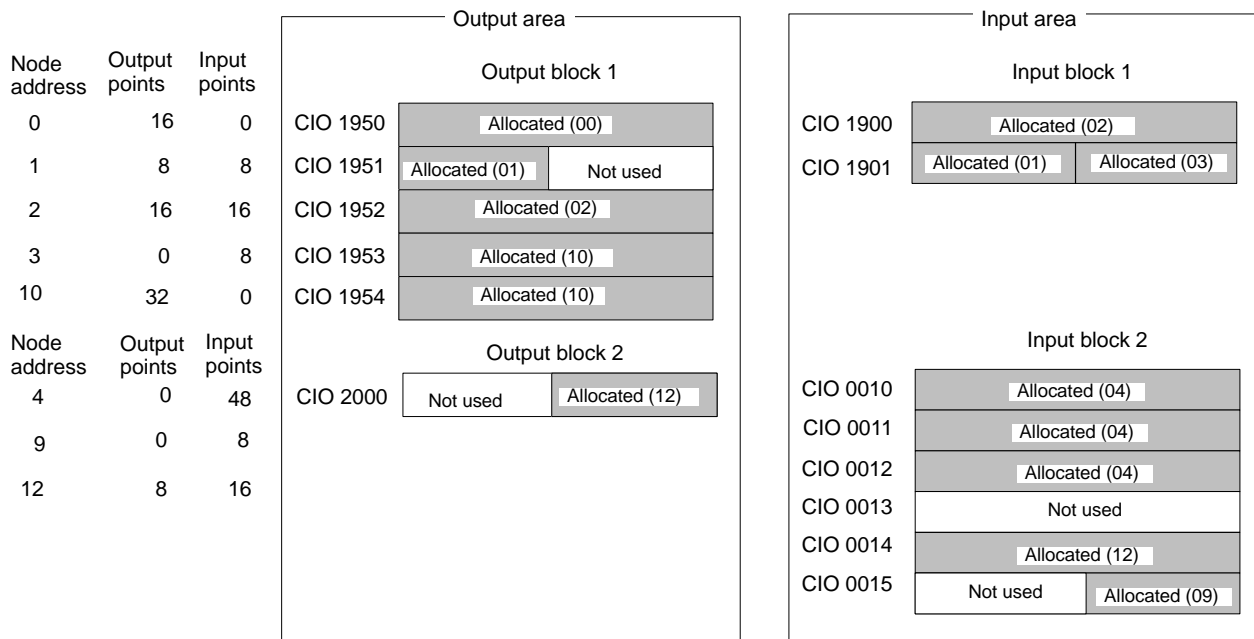 Output area
Input area
Node address
Output points
Input points
0 16 0
1 8 8
2 16 16
3 0 8
10 32 0
Node address
Output points
Input points
4 0 48
9 0 8
12 8 16
Output block 1
CIO 1950 Allocated (00)
CIO 1951 Allocated (01) Not used
CIO 1952 Allocated (02)
CIO 1953 Allocated (10)
CIO 1954 Allocated (10)
Output block 2
CIO 2000 Not used Allocated (12)
Input block 1
CIO 1900 Allocated (02)
CIO 1901 Allocated (01) Allocated (03)
Input block 2
CIO 0010 Allocated (04)
CIO 0011 Allocated (04)
CIO 0012 Allocated (04)
CIO 0013 Not used
CIO 0014 Allocated (12)
CIO 0015 Not used Allocated (09)